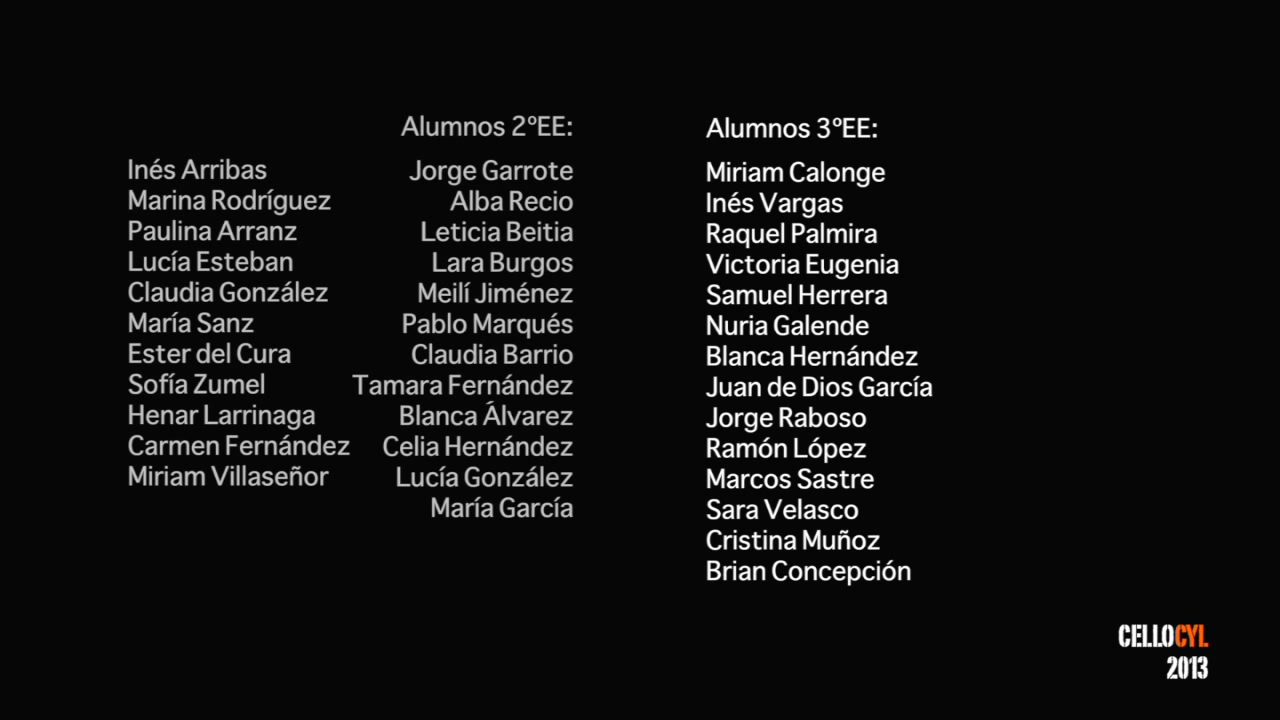 Alumnos 2ºEE:
Inés Arribas
Marina Rodríguez
Paulina Arranz
Lucía Esteban
Claudia González
María Sanz
Ester del Cura
Sofía Zumel
Henar Larrinaga
Carmen Fernández
Miriam Villaseñor
Jorge Garrote
Alba Recio
Leticia Beitia
Lara Burgos
Meilí Jiménez
Pablo Marqués
Claudia Barrio
Tamara Fernández
Blanca Álvarez
Celia Hernández
Lucía González
María García
Alumnos 3ºEE:
Miriam Calonge
Inés Vargas
Raquel Palmira
Victoria Eugenia
Samuel Herrera
Nuria Galende
Blanca Hernández
Juan de Dios García
Jorge Raboso
Ramón López
Marcos Sastre
Sara Velasco
Cristina Muñoz
Brian Concepción
CELLOCYL
2013